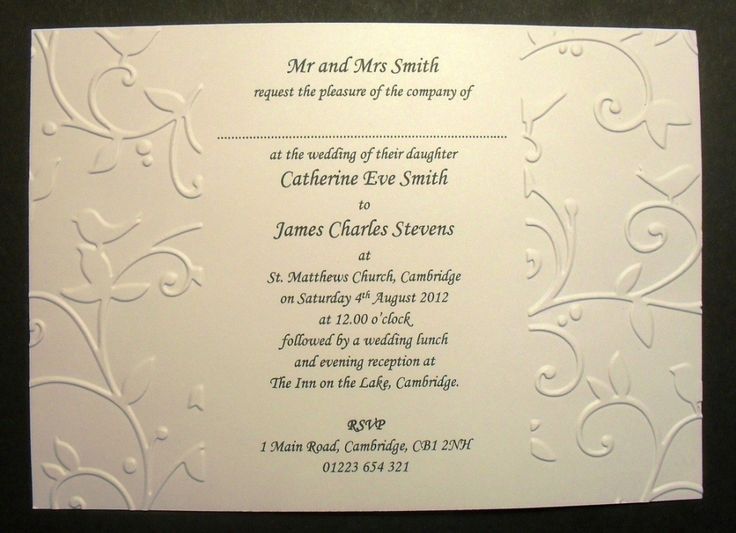 Mr and Mrs Smith
request the pleasure of the company of
at the wedding of their daughter
Catherine Eve Smith
to
James Charles Stevens
at
St. Matthews Church, Cambridge
on Saturday 4th August 2012
at 12.00 o'clock
followed by a wedding lunch
and evening reception at
The Inn on the Lake, Cambridge.
RSVP
1 Main Road, Cambridge, CB1 2NH
01223 654 321